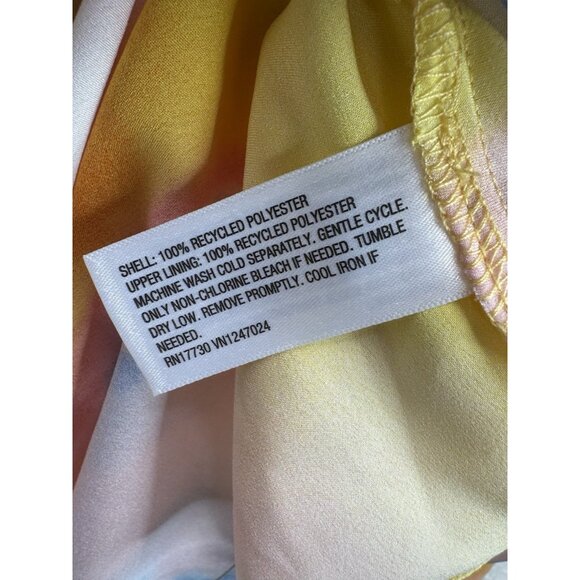 SHELL: 100% RECYCLED POLYESTER
UPPER LINING: 100% RECYCLED POLYESTER
MACHINE WASH COLD SEPARATELY. GENTLE CYCLE.
ONLY NON-CHLORINE BLEACH IF NEEDED. TUMBLE
DRY LOW. REMOVE PROMPTLY. COOL IRON IF
NEEDED.
RN17730 VN1247024